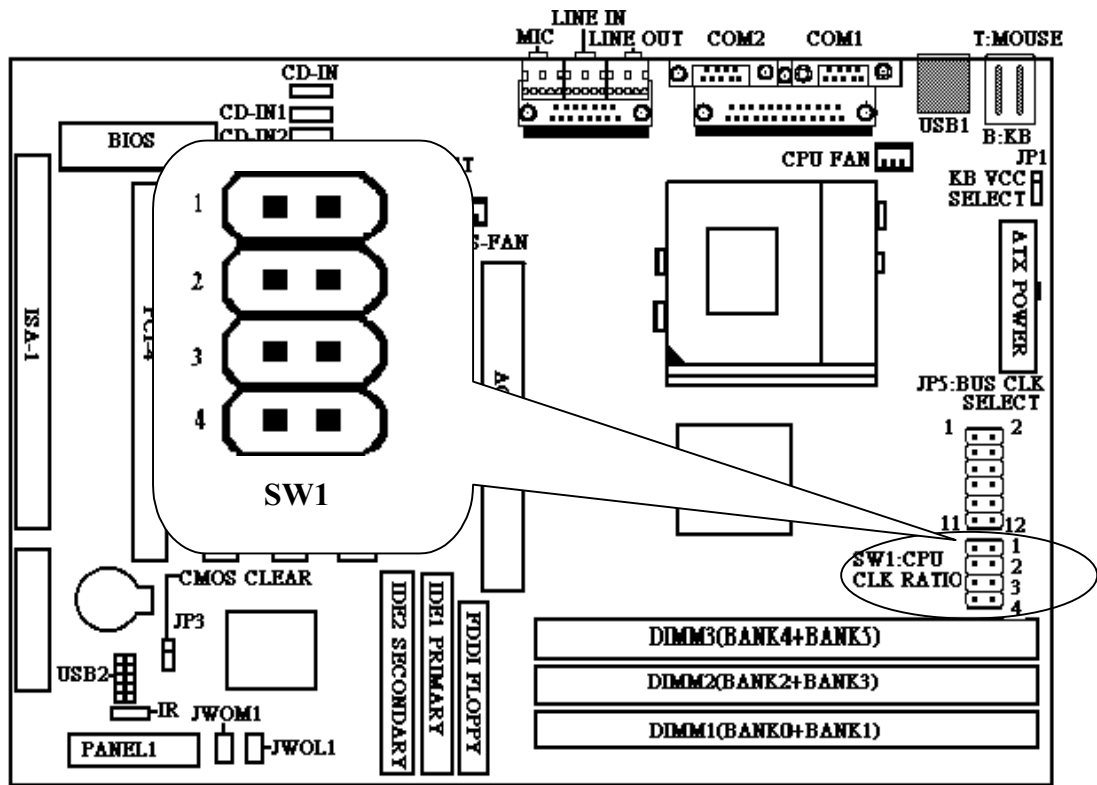 LINE IN
MIC
LINE OUT
COM2
COM1
T:MOUSE
CD-IN
CD-IN1
CD-IN2
BIOS
USB1
B:KB
CPU FAN
JP1
KB VCC
SELECT
ATX POWER
1
2
3
4
SW1
S-FAN
ISA-1
JP5:BUS CLK
SELECT
1
2
11
12
SW1:CPU
CLK RATIO
1
2
3
4
CMOS CLEAR
JP3
USB2
IR
JWOM1
JWOL1
PANEL1
IDE2 SECONDARY
IDE1 PRIMARY
FDD1 FLOPPY
DIMM3(BANK4+BANK5)
DIMM2(BANK2+BANK3)
DIMM1(BANK0+BANK1)